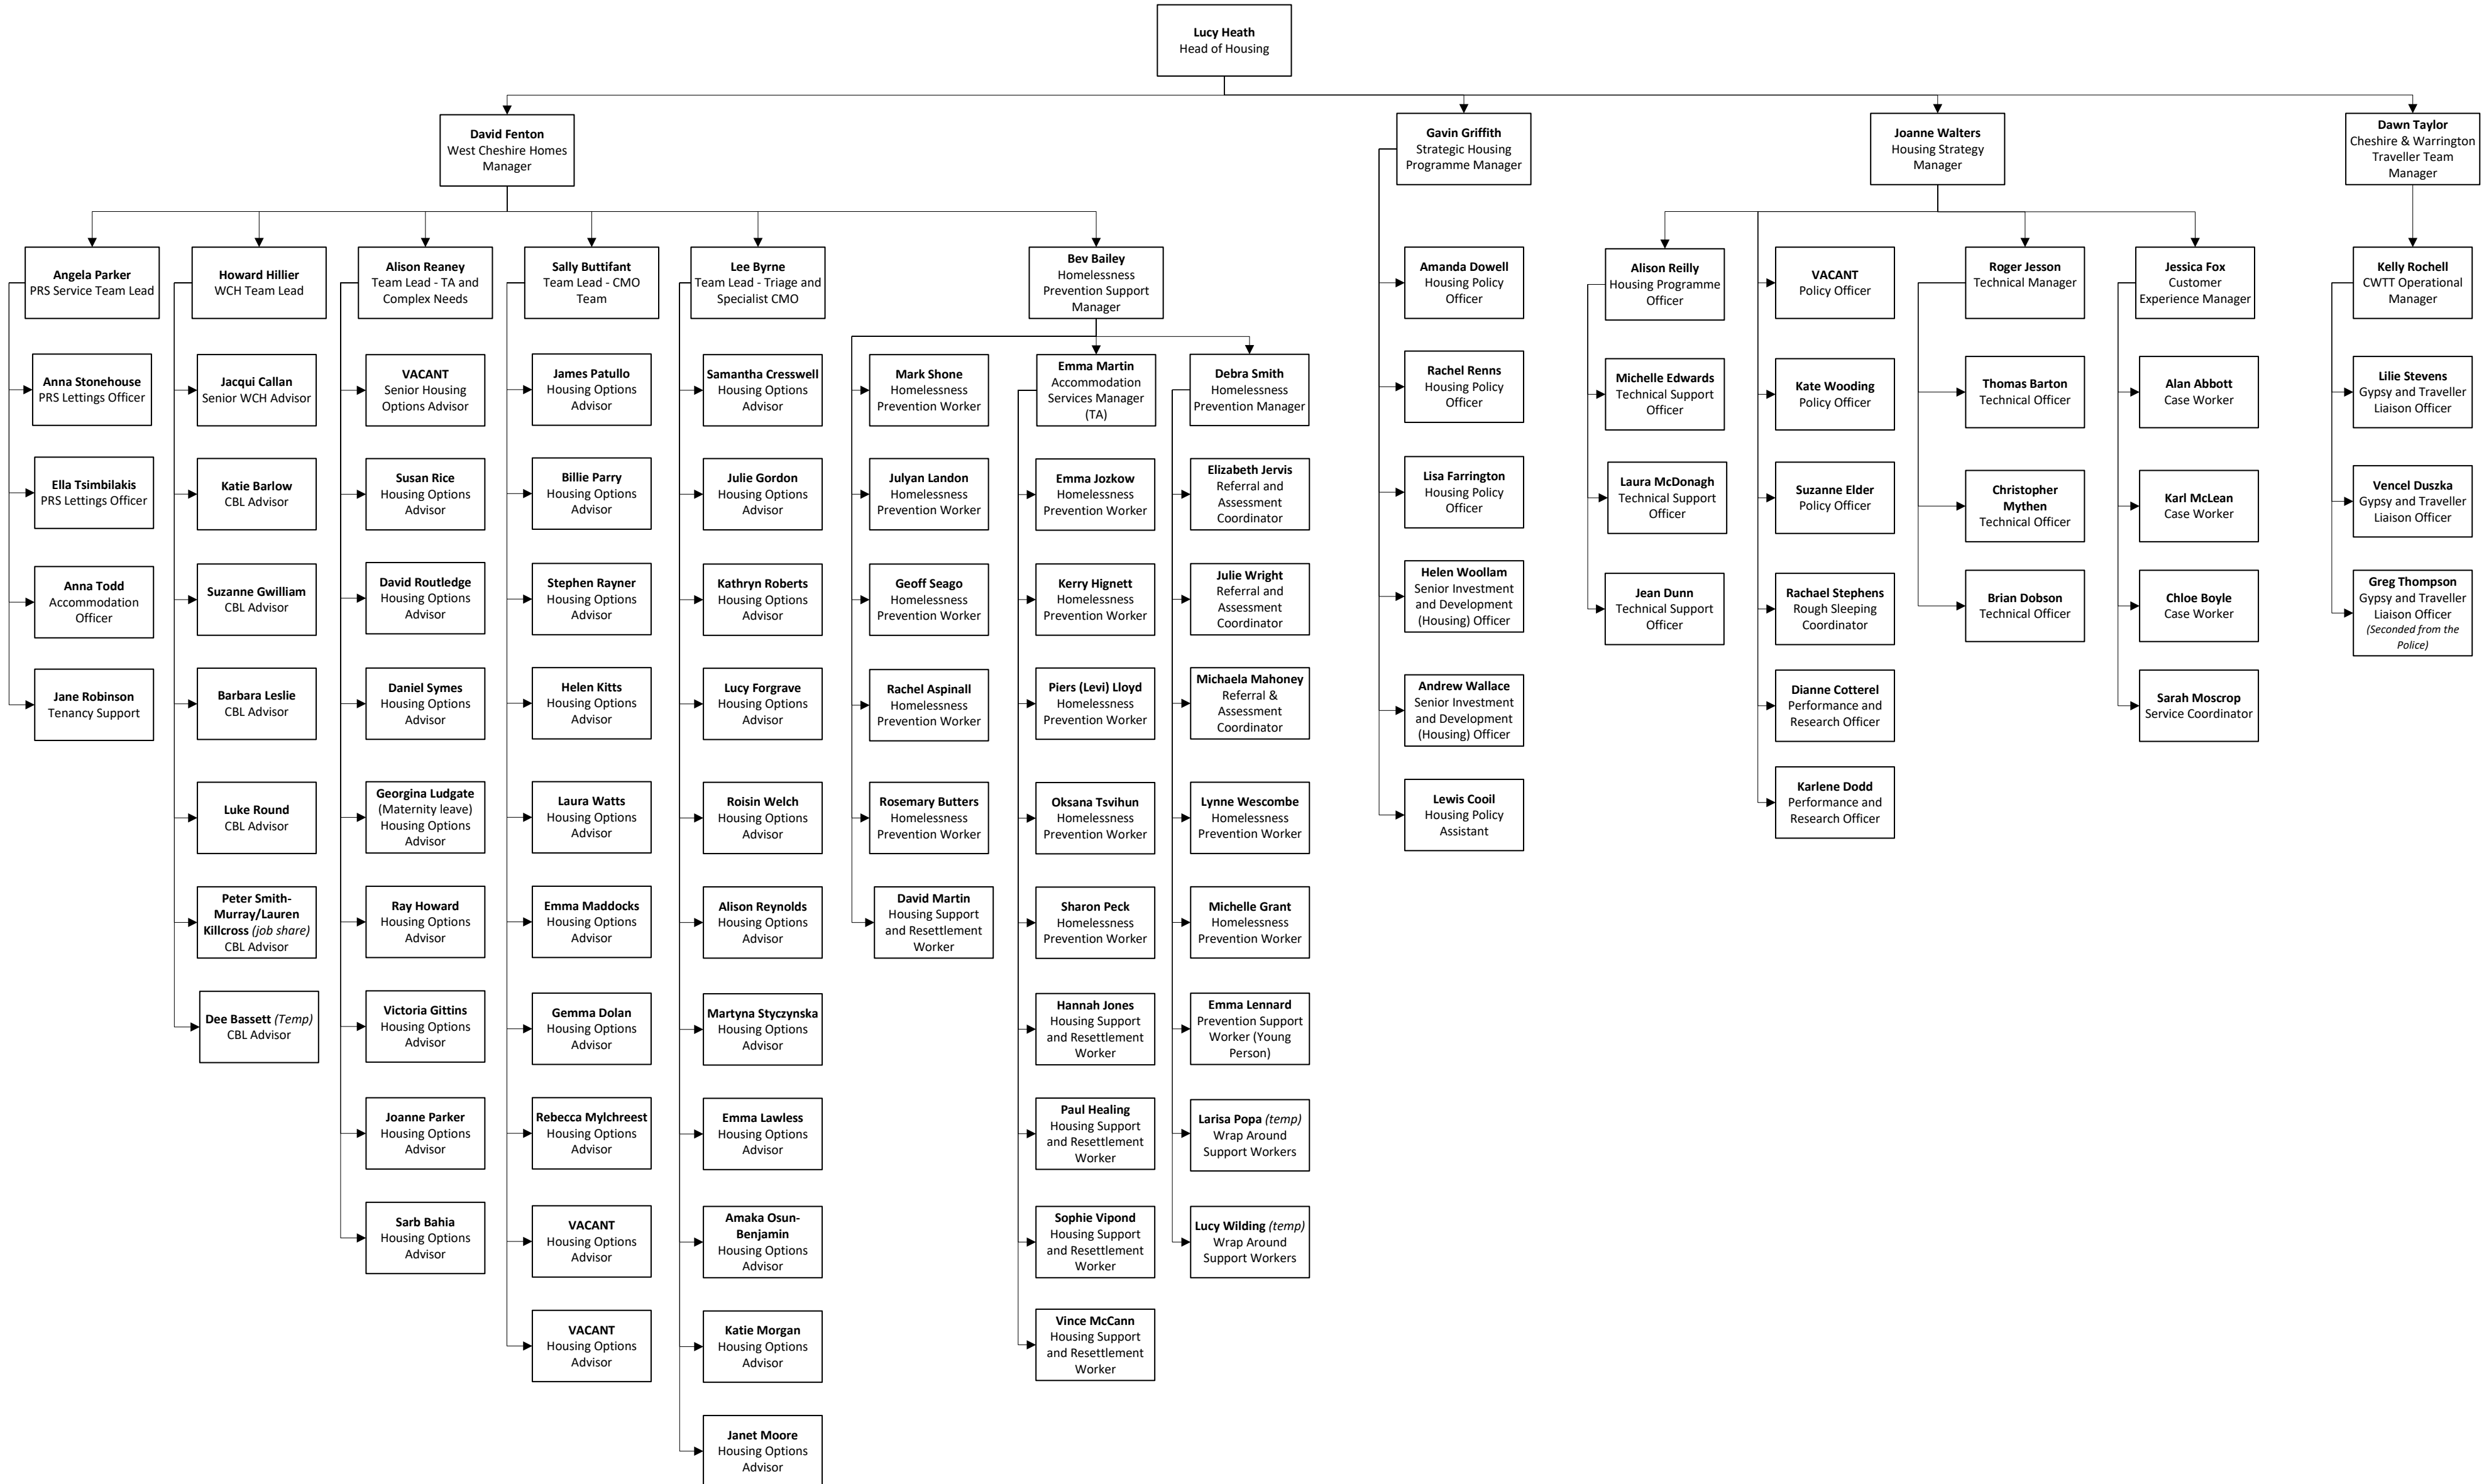 Lucy Heath
Head of Housing
David Fenton
West Cheshire Homes
Manager
Gavin Griffith
Strategic Housing
Programme Manager
Joanne Walters
Housing Strategy
Manager
Dawn Taylor
Cheshire & Warrington
Traveller Team
Manager
Angela Parker
PRS Service Team Lead
Howard Hillier
WCH Team Lead
Alison Reaney
Team Lead - TA and
Complex Needs
Sally Buttifant
Team Lead - CMO
Team
Lee Byrne
Team Lead - Triage and
Specialist CMO
Bev Bailey
Homelessness
Prevention Support
Manager
Amanda Dowell
Housing Policy
Officer
Alison Reilly
Housing Programme
Officer
VACANT
Policy Officer
Roger Jesson
Technical Manager
Jessica Fox
Customer
Experience Manager
Kelly Rochell
CWTT Operational
Manager
Anna Stonehouse
PRS Lettings Officer
Jacqui Callan
Senior WCH Advisor
VACANT
Senior Housing
Options Advisor
James Patullo
Housing Options
Advisor
Samantha Cresswell
Housing Options
Advisor
Mark Shone
Homelessness
Prevention Worker
Emma Martin
Accommodation
Services Manager
(TA)
Debra Smith
Homelessness
Prevention Manager
Rachel Renns
Housing Policy
Officer
Michelle Edwards
Technical Support
Officer
Kate Wooding
Policy Officer
Thomas Barton
Technical Officer
Alan Abbott
Case Worker
Lilie Stevens
Gypsy and Traveller
Liaison Officer
Ella Tsimbilakis
PRS Lettings Officer
Katie Barlow
CBL Advisor
Susan Rice
Housing Options
Advisor
Billie Parry
Housing Options
Advisor
Julie Gordon
Housing Options
Advisor
Julyan Landon
Homelessness
Prevention Worker
Emma Jozkow
Homelessness
Prevention Worker
Elizabeth Jervis
Referral and
Assessment
Coordinator
Lisa Farrington
Housing Policy
Officer
Laura McDonagh
Technical Support
Officer
Suzanne Elder
Policy Officer
Christopher
Mythen
Technical Officer
Karl McLean
Case Worker
Vencel Duszka
Gypsy and Traveller
Liaison Officer
Anna Todd
Accommodation
Officer
Suzanne Gwilliam
CBL Advisor
David Routledge
Housing Options
Advisor
Stephen Rayner
Housing Options
Advisor
Kathryn Roberts
Housing Options
Advisor
Geoff Seago
Homelessness
Prevention Worker
Kerry Hignett
Homelessness
Prevention Worker
Julie Wright
Referral and
Assessment
Coordinator
Helen Woollam
Senior Investment
and Development
(Housing) Officer
Jean Dunn
Technical Support
Officer
Rachael Stephens
Rough Sleeping
Coordinator
Brian Dobson
Technical Officer
Chloe Boyle
Case Worker
Greg Thompson
Gypsy and Traveller
Liaison Officer
(Seconded from the
Police)
Jane Robinson
Tenancy Support
Barbara Leslie
CBL Advisor
Daniel Symes
Housing Options
Advisor
Helen Kitts
Housing Options
Advisor
Lucy Forgrave
Housing Options
Advisor
Rachel Aspinall
Homelessness
Prevention Worker
Piers (Levi) Lloyd
Homelessness
Prevention Worker
Michaela Mahoney
Referral &
Assessment
Coordinator
Andrew Wallace
Senior Investment
and Development
(Housing) Officer
Dianne Cotterel
Performance and
Research Officer
Sarah Moscrop
Service Coordinator
Luke Round
CBL Advisor
Georgina Ludgate
(Maternity leave)
Housing Options
Advisor
Laura Watts
Housing Options
Advisor
Roisin Welch
Housing Options
Advisor
Rosemary Butters
Homelessness
Prevention Worker
Oksana Tsvihun
Homelessness
Prevention Worker
Lynne Wescombe
Homelessness
Prevention Worker
Lewis Cooil
Housing Policy
Assistant
Karlene Dodd
Performance and
Research Officer
Peter Smith-
Murray/Lauren
Killcross (job share)
CBL Advisor
Ray Howard
Housing Options
Advisor
Emma Maddocks
Housing Options
Advisor
Alison Reynolds
Housing Options
Advisor
David Martin
Housing Support
and Resettlement
Worker
Sharon Peck
Homelessness
Prevention Worker
Michelle Grant
Homelessness
Prevention Worker
Dee Bassett (Temp)
CBL Advisor
Victoria Gittins
Housing Options
Advisor
Gemma Dolan
Housing Options
Advisor
Martyna Styczynska
Housing Options
Advisor
Hannah Jones
Housing Support
and Resettlement
Worker
Emma Lennard
Prevention Support
Worker (Young
Person)
Joanne Parker
Housing Options
Advisor
Rebecca Mylchreest
Housing Options
Advisor
Emma Lawless
Housing Options
Advisor
Paul Healing
Housing Support
and Resettlement
Worker
Larisa Popa (temp)
Wrap Around
Support Workers
Sarb Bahia
Housing Options
Advisor
VACANT
Housing Options
Advisor
Amaka Osun-
Benjamin
Housing Options
Advisor
Sophie Vipond
Housing Support
and Resettlement
Worker
Lucy Wilding (temp)
Wrap Around
Support Workers
VACANT
Housing Options
Advisor
Katie Morgan
Housing Options
Advisor
Vince McCann
Housing Support
and Resettlement
Worker
Janet Moore
Housing Options
Advisor